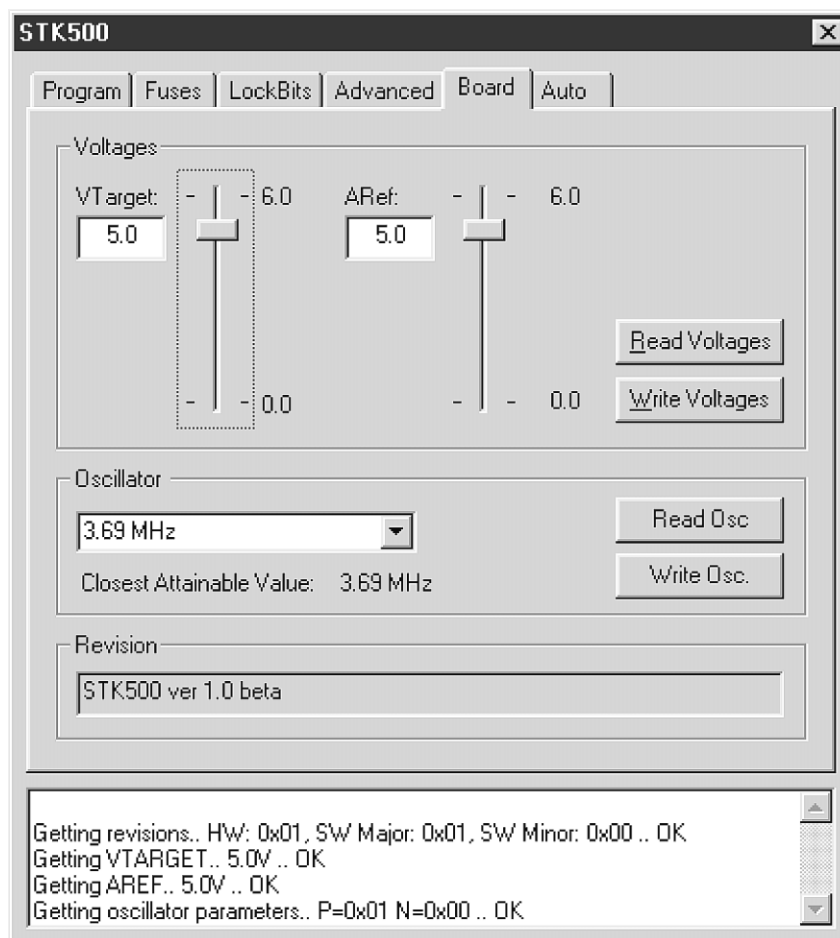 STK500
Program Fuses LockBits Advanced Board Auto
Voltages
VTarget: 6.0 ARef: 6.0
5.0 5.0
Read Voltages
0.0 0.0 Write Voltages
Oscillator
3.69 MHz Read Osc
Closest Attainable Value: 3.69 MHz Write Osc.
Revision
STK500 ver 1.0 beta
Getting revisions.. HW: 0x01, SW Major: 0x01, SW Minor: 0x00 .. OK
Getting VTARGET.. 5.0V .. OK
Getting AREF.. 5.0V .. OK
Getting oscillator parameters.. P=0x01 N=0x00 .. OK